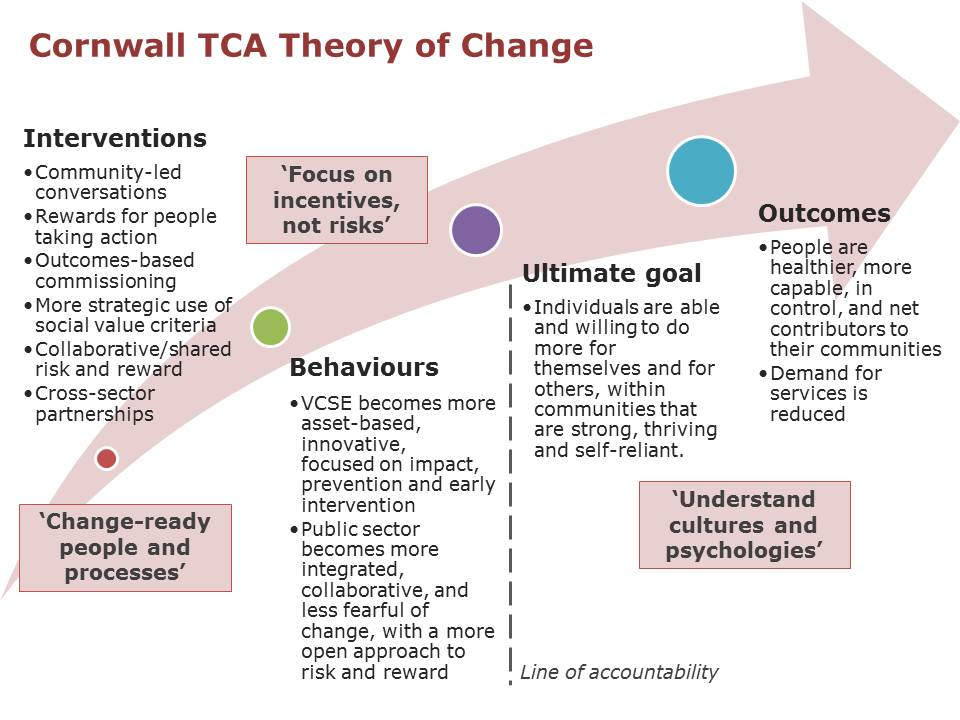 Cornwall TCA Theory of Change
Interventions
•Community-led
conversations
•Rewards for people
taking action
•Outcomes-based
commissioning
•More strategic use of
social value criteria
•Collaborative/shared
risk and reward
•Cross-sector
partnerships
‘Change-ready
people and
processes’
‘Focus on
incentives,
not risks’
Behaviours
•VCSE becomes more
asset-based,
innovative,
focused on impact,
prevention and early
intervention
•Public sector
becomes more
integrated,
collaborative, and
less fearful of
change, with a more
open approach to
risk and reward
Ultimate goal
•Individuals are able
and willing to do
more for
themselves and for
others, within
communities that
are strong, thriving
and self-reliant.
Outcomes
•People are
healthier, more
capable, in
control, and net
contributors to
their communities
•Demand for
services is
reduced
‘Understand
cultures and
psychologies’
Line of accountability